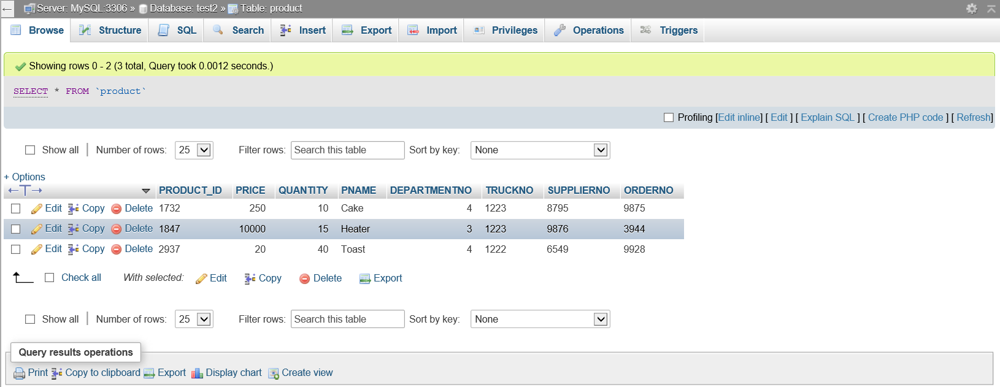 Server: MySQL:3306 » Database: test2 » Table: product
Browse Structure SQL Search Insert Export Import Privileges Operations Triggers
Showing rows 0 - 2 (3 total, Query took 0.0012 seconds.)
SELECT * FROM `product`
Profiling [Edit inline] [ Edit ] [ Explain SQL ] [ Create PHP code ] [ Refresh]
Show all | Number of rows: 25 Filter rows: Search this table Sort by key: None
+ Options
←T→ PRODUCT_ID PRICE QUANTITY PNAME DEPARTMENTNO TRUCKNO SUPPLIERNO ORDERNO
Edit Copy Delete 1732 250 10 Cake 4 1223 8795 9875
Edit Copy Delete 1847 10000 15 Heater 3 1223 9876 3944
Edit Copy Delete 2937 20 40 Toast 4 1222 6549 9928
Check all With selected: Edit Copy Delete Export
Show all | Number of rows: 25 Filter rows: Search this table Sort by key: None
Query results operations
Print Copy to clipboard Export Display chart Create view